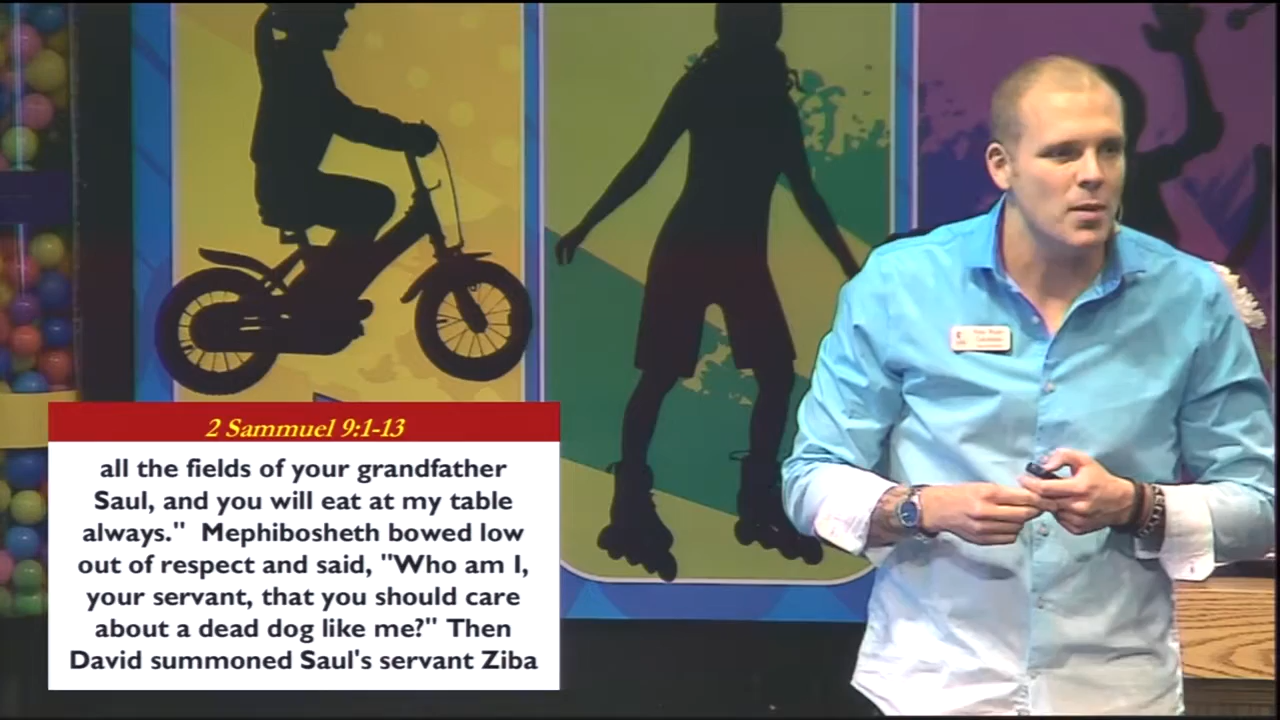 2 Sammuel 9:1-13
all the fields of your grandfather
Saul, and you will eat at my table
always."  Mephibosheth bowed low
out of respect and said, "Who am I,
your servant, that you should care
about a dead dog like me?" Then
David summoned Saul's servant Ziba